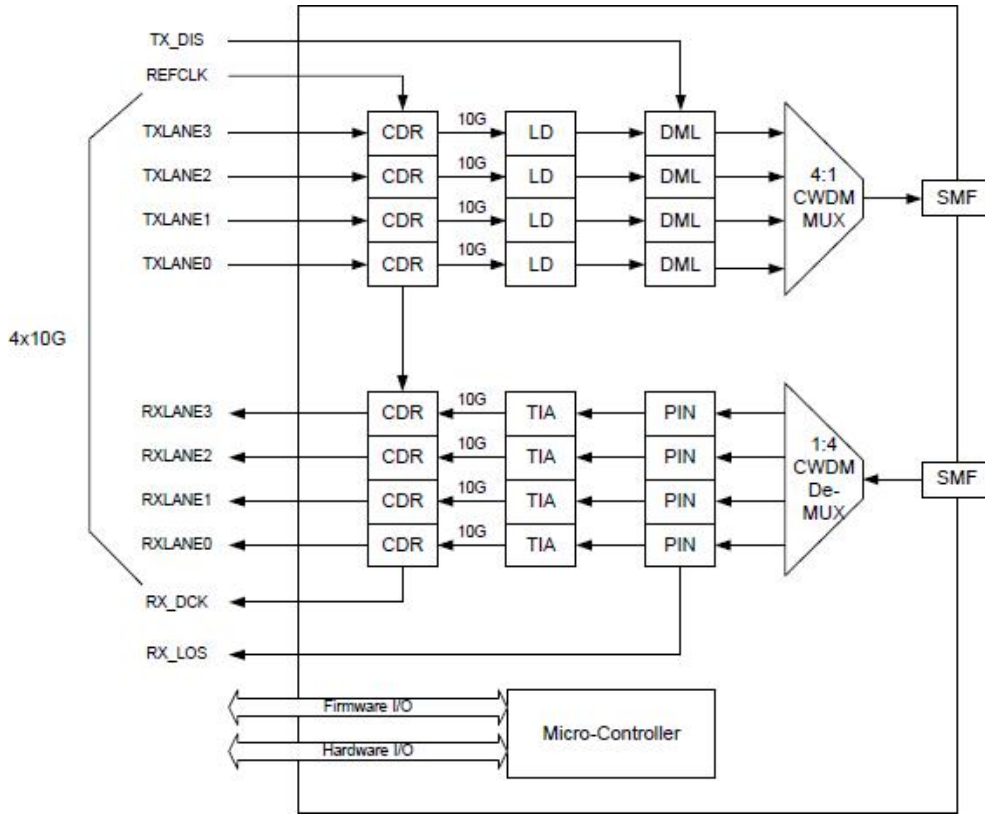 TX_DIS
REFCLK
TXLANE3 CDR 10G LD DML
TXLANE2 CDR 10G LD DML
TXLANE1 CDR 10G LD DML
TXLANE0 CDR 10G LD DML
4:1
CWDM
MUX
SMF
4x10G
RXLANE3 CDR 10G TIA PIN
RXLANE2 CDR 10G TIA PIN
RXLANE1 CDR 10G TIA PIN
RXLANE0 CDR 10G TIA PIN
1:4
CWDM
De-
MUX
SMF
RX_DCK
RX_LOS
Firmware I/O
Hardware I/O
Micro-Controller